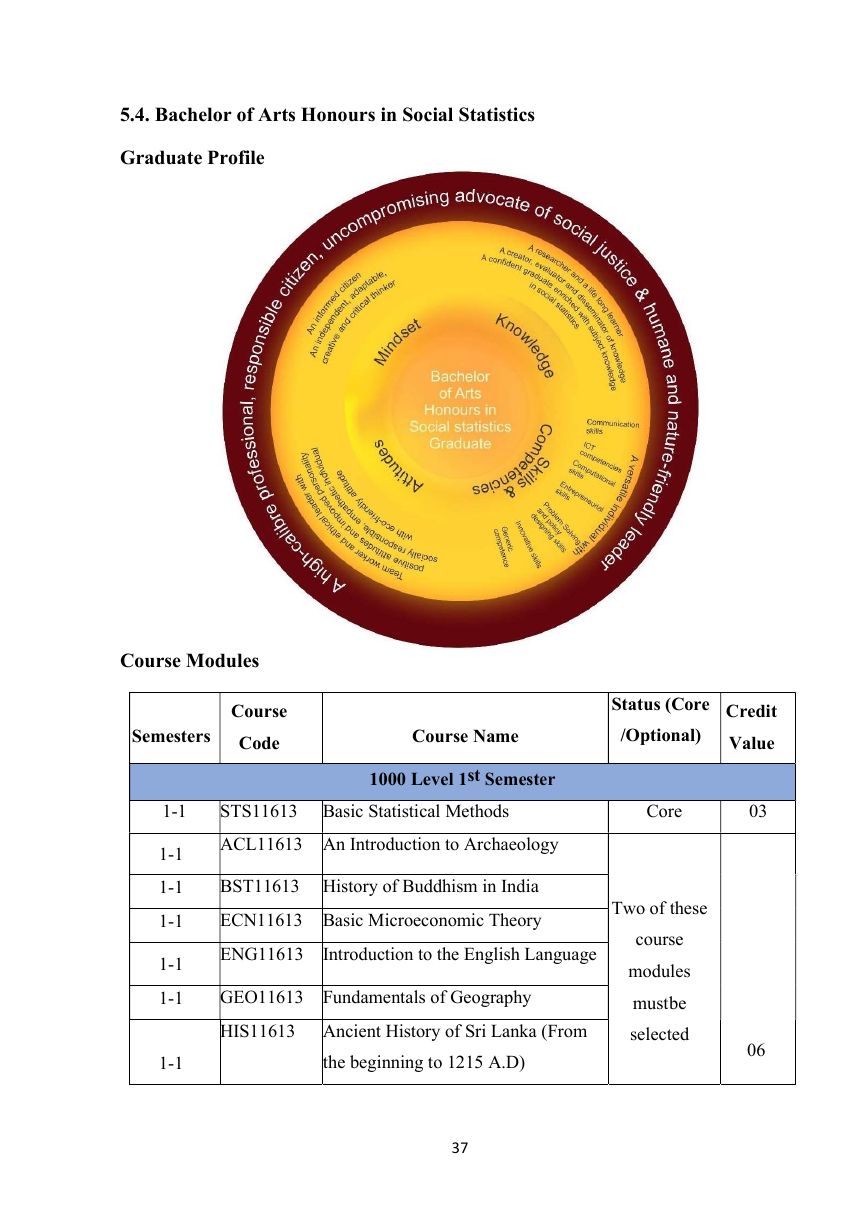 5.4. Bachelor of Arts Honours in Social Statistics
Graduate Profile
A high-calibre professional, responsible citizen, uncompromising advocate of social justice & humane and nature-friendly leader
Mindset
An informed citizen
An independent, adaptable,
creative and critical thinker
Knowledge
A researcher and a life long learner
A creator, evaluator and disseminator of knowledge
A confident graduate enriched with subject knowledge
in social statistics
Bachelor
of Arts
Honours in
Social statistics
Graduate
Attitudes
Team worker and ethical leader with
positive attitudes and improved personality
socially responsible, empathetic individual
with eco-friendly attitude
Skills &
Competencies
A versatile individual with
Communication
skills
ICT
competencies
Computational
skills
Entrepreneurial
skills
Problem Solving
and policy
designing skills
Innovative skills
Generic
competence
Course Modules
Semesters Course Code Course Name Status (Core /Optional) Credit Value
1000 Level 1st Semester
1-1 STS11613 Basic Statistical Methods Core 03
1-1 ACL11613 An Introduction to Archaeology
1-1 BST11613 History of Buddhism in India
1-1 ECN11613 Basic Microeconomic Theory
1-1 ENG11613 Introduction to the English Language
1-1 GEO11613 Fundamentals of Geography
1-1 HIS11613 Ancient History of Sri Lanka (From
the beginning to 1215 A.D)
Two of these
course
modules
mustbe
selected
06
37